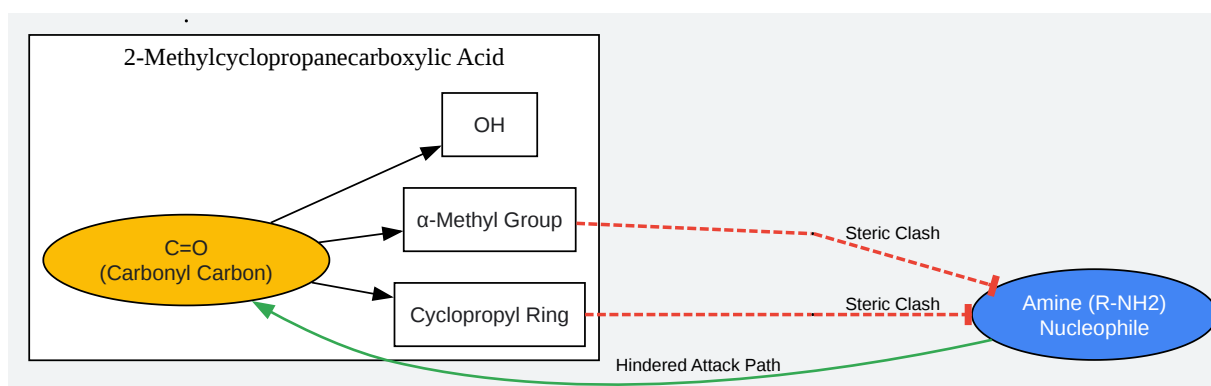 2-Methylcyclopropanecarboxylic Acid
OH
α-Methyl Group
C=O
(Carbonyl Carbon)
Cyclopropyl Ring
Steric Clash
Steric Clash
Amine (R-NH2)
Nucleophile
Hindered Attack Path